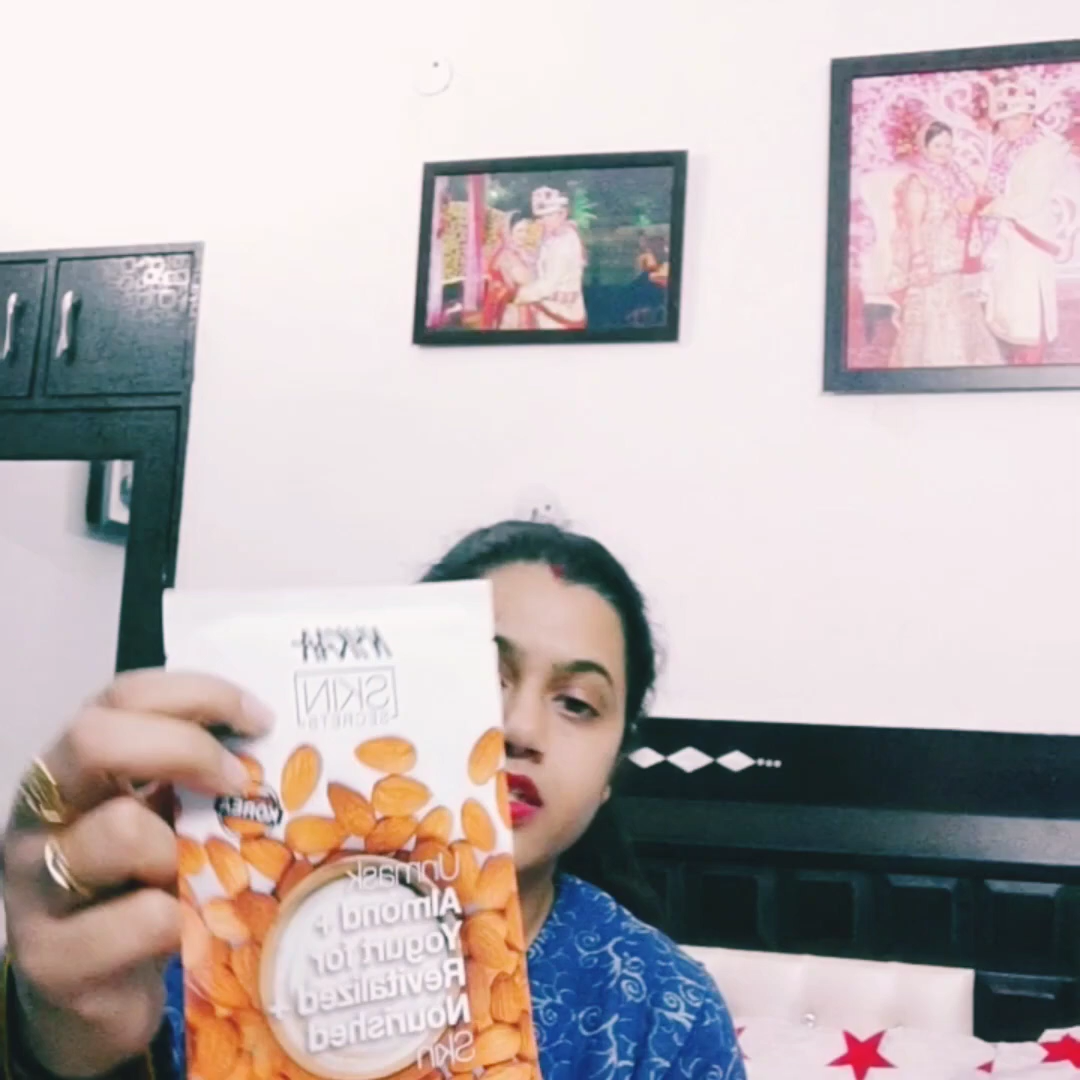 NYKAA
SKIN
SECRETS
KOREA
Unmask
Almond +
Yogurt for
Revitalized +
Nourished
Skin